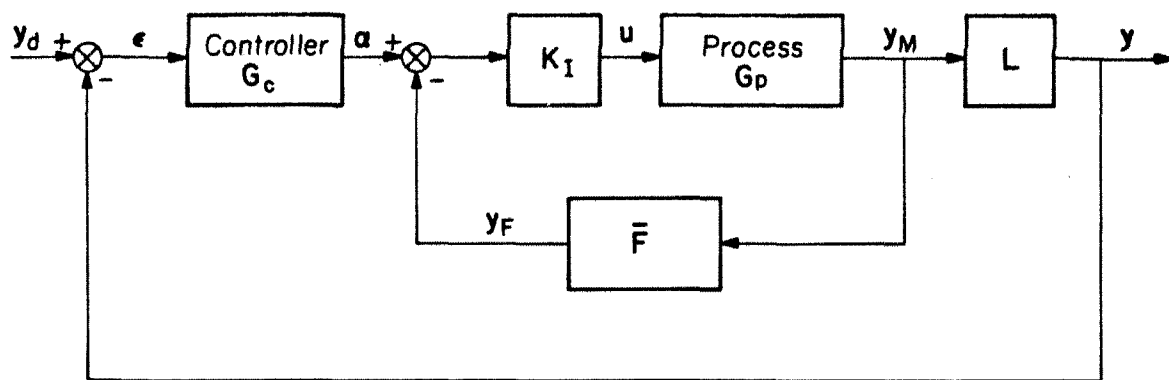 y_d + ϵ
-
Controller
G_c
α +
-
K_I
u
Process
G_p
y_M
L
y
y_F
F̄